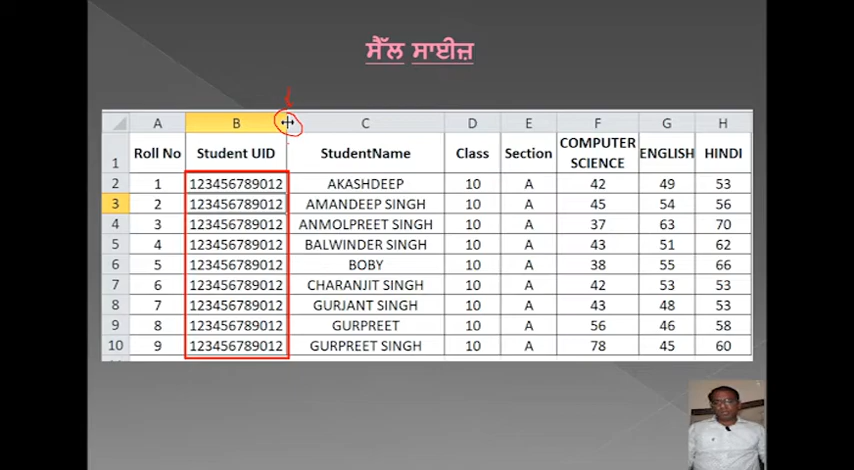 ਸੈੱਲ ਸਾਈਜ਼
A B C D E F G H
1 Roll No Student UID StudentName Class Section COMPUTER SCIENCE ENGLISH HINDI
2 1 123456789012 AKASHDEEP 10 A 42 49 53
3 2 123456789012 AMANDEEP SINGH 10 A 45 54 56
4 3 123456789012 ANMOLPREET SINGH 10 A 37 63 70
5 4 123456789012 BALWINDER SINGH 10 A 43 51 62
6 5 123456789012 BOBY 10 A 38 55 66
7 6 123456789012 CHARANJIT SINGH 10 A 42 53 53
8 7 123456789012 GURJANT SINGH 10 A 43 48 53
9 8 123456789012 GURPREET 10 A 56 46 58
10 9 123456789012 GURPREET SINGH 10 A 78 45 60